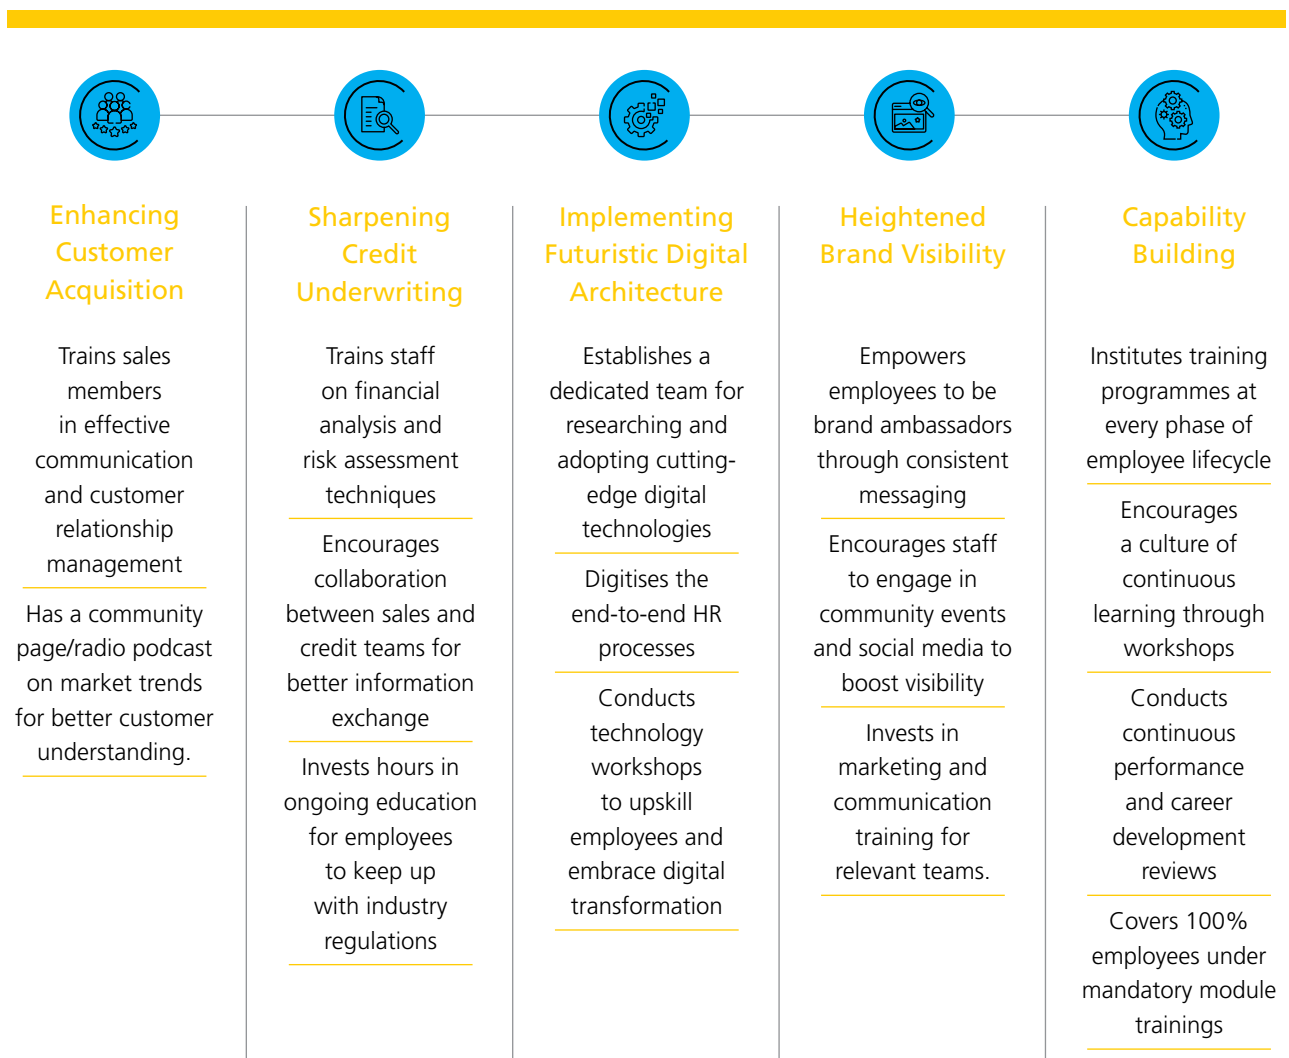 Enhancing
Customer
Acquisition
Trains sales
members
in effective
communication
and customer
relationship
management
Has a community
page/radio podcast
on market trends
for better customer
understanding.
Sharpening
Credit
Underwriting
Trains staff
on financial
analysis and
risk assessment
techniques
Encourages
collaboration
between sales and
credit teams for
better information
exchange
Invests hours in
ongoing education
for employees
to keep up
with industry
regulations
Implementing
Futuristic Digital
Architecture
Establishes a
dedicated team for
researching and
adopting cutting-
edge digital
technologies
Digitises the
end-to-end HR
processes
Conducts
technology
workshops
to upskill
employees and
embrace digital
transformation
Heightened
Brand Visibility
Empowers
employees to be
brand ambassadors
through consistent
messaging
Encourages staff
to engage in
community events
and social media to
boost visibility
Invests in
marketing and
communication
training for
relevant teams.
Capability
Building
Institutes training
programmes at
every phase of
employee lifecycle
Encourages
a culture of
continuous
learning through
workshops
Conducts
continuous
performance
and career
development
reviews
Covers 100%
employees under
mandatory module
trainings